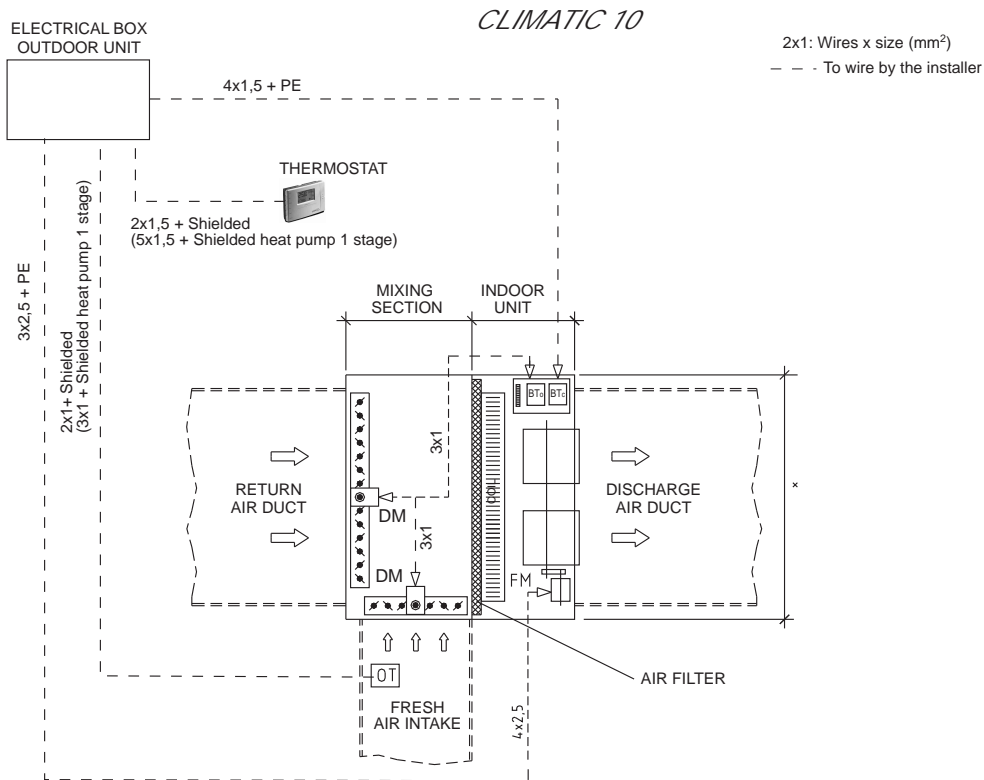 CLIMATIC 10
ELECTRICAL BOX
OUTDOOR UNIT
2x1: Wires x size (mm²)
To wire by the installer
4x1,5 + PE
THERMOSTAT
2x1,5 + Shielded
(5x1,5 + Shielded heat pump 1 stage)
3x2,5 + PE
2x1+ Shielded
(3x1 + Shielded heat pump 1 stage)
MIXING
SECTION
INDOOR
UNIT
BT₀
BTc
3x1
RETURN
AIR DUCT
DM
3x1
COIL
DISCHARGE
AIR DUCT
x
DM
FM
OT
FRESH
AIR INTAKE
AIR FILTER
4x2,5